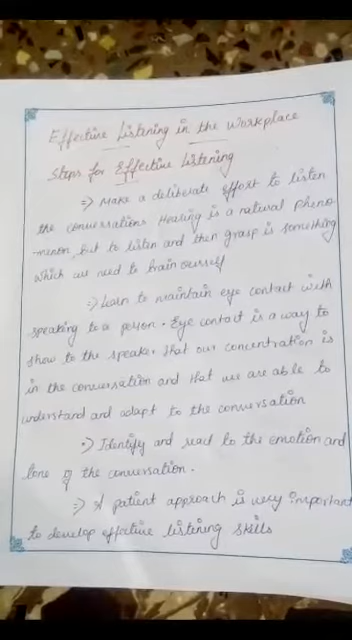 Effective Listening in the Workplace
Steps for Effective Listening
=> Make a deliberate effort to listen
the conversations Hearing is a natural pheno
-menon, but to listen and then grasp is something
which we need to train ourself
=> Learn to maintain eye contact with
speaking to a person. Eye contact is a way to
show to the speaker that our concentration is
in the conversation and that we are able to
understand and adapt to the conversation
=> Identify and read to the emotion and
tone of the conversation.
=> A patient approach is very important
to develop effective listening skills